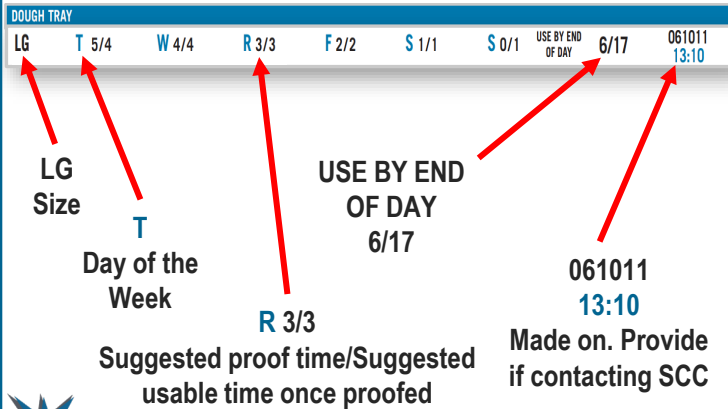 DOUGH TRAY
LG T 5/4 W 4/4 R 3/3 F 2/2 S 1/1 S 0/1 USE BY END OF DAY 6/17 061011 13:10
LG
Size
T
Day of the
Week
R 3/3
Suggested proof time/Suggested
usable time once proofed
USE BY END
OF DAY
6/17
061011
13:10
Made on. Provide
if contacting SCC